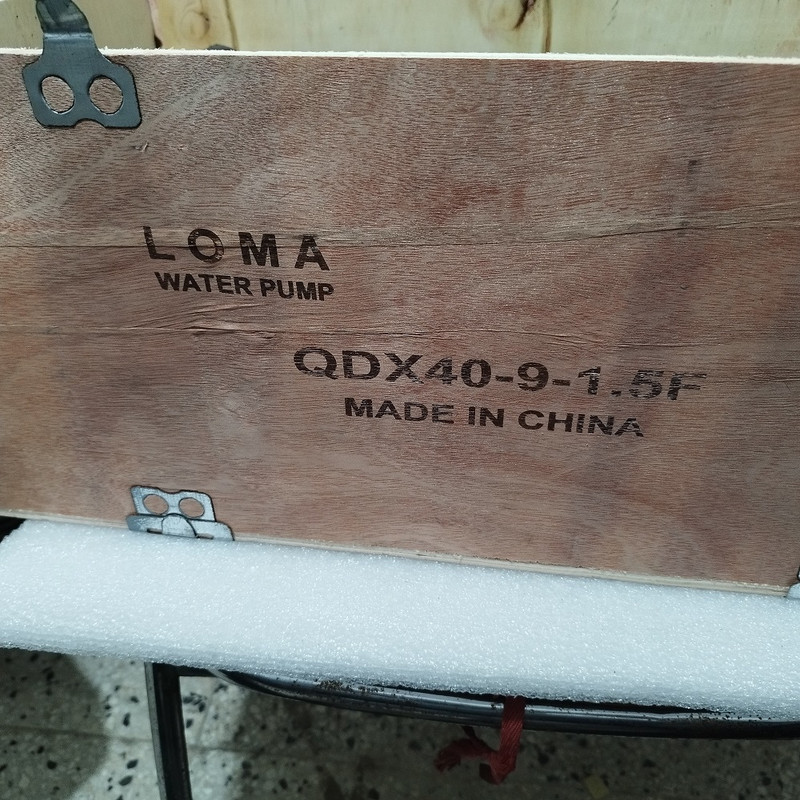 LOMA
WATER PUMP
QDX40-9-1.5F
MADE IN CHINA